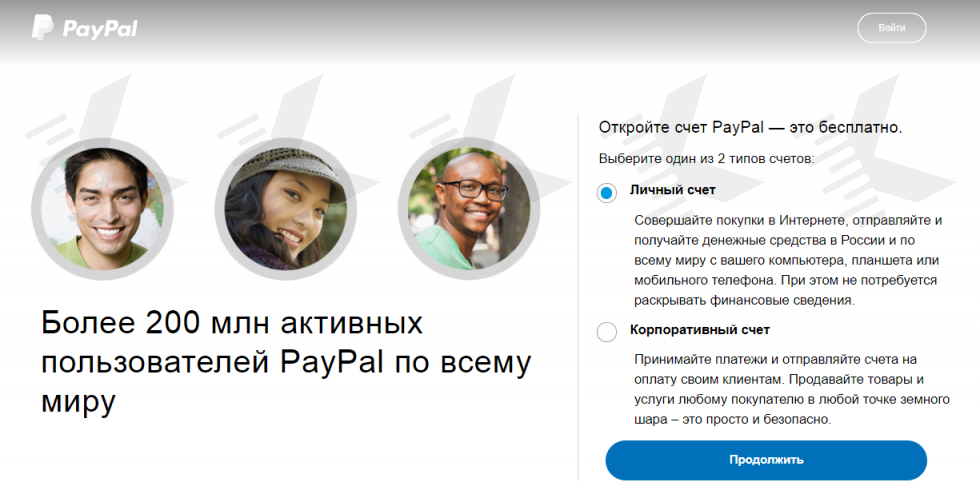 PayPal
Войти
Более 200 млн активных
пользователей PayPal по всему
миру
Откройте счет PayPal — это бесплатно.
Выберите один из 2 типов счетов:
Личный счет
Совершайте покупки в Интернете, отправляйте и
получайте денежные средства в России и по
всему миру с вашего компьютера, планшета или
мобильного телефона. При этом не потребуется
раскрывать финансовые сведения.
Корпоративный счет
Принимайте платежи и отправляйте счета на
оплату своим клиентам. Продавайте товары и
услуги любому покупателю в любой точке земного
шара – это просто и безопасно.
Продолжить